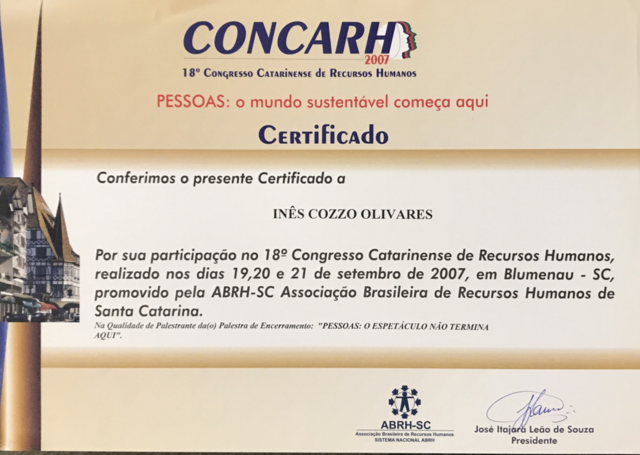 CONCARH
2007
18º Congresso Catarinense de Recursos Humanos
PESSOAS: o mundo sustentável começa aqui
Certificado
Conferimos o presente Certificado a
INÊS COZZO OLIVARES
Por sua participação no 18º Congresso Catarinense de Recursos Humanos,
realizado nos dias 19,20 e 21 de setembro de 2007, em Blumenau - SC,
promovido pela ABRH-SC Associação Brasileira de Recursos Humanos de
Santa Catarina.
Na Qualidade de Palestrante da(o) Palestra de Encerramento: "PESSOAS: O ESPETÁCULO NÃO TERMINA
AQUI".
ABRH-SC
Associação Brasileira de Recursos Humanos
SISTEMA NACIONAL ABRH
José Itajara Leão de Souza
Presidente